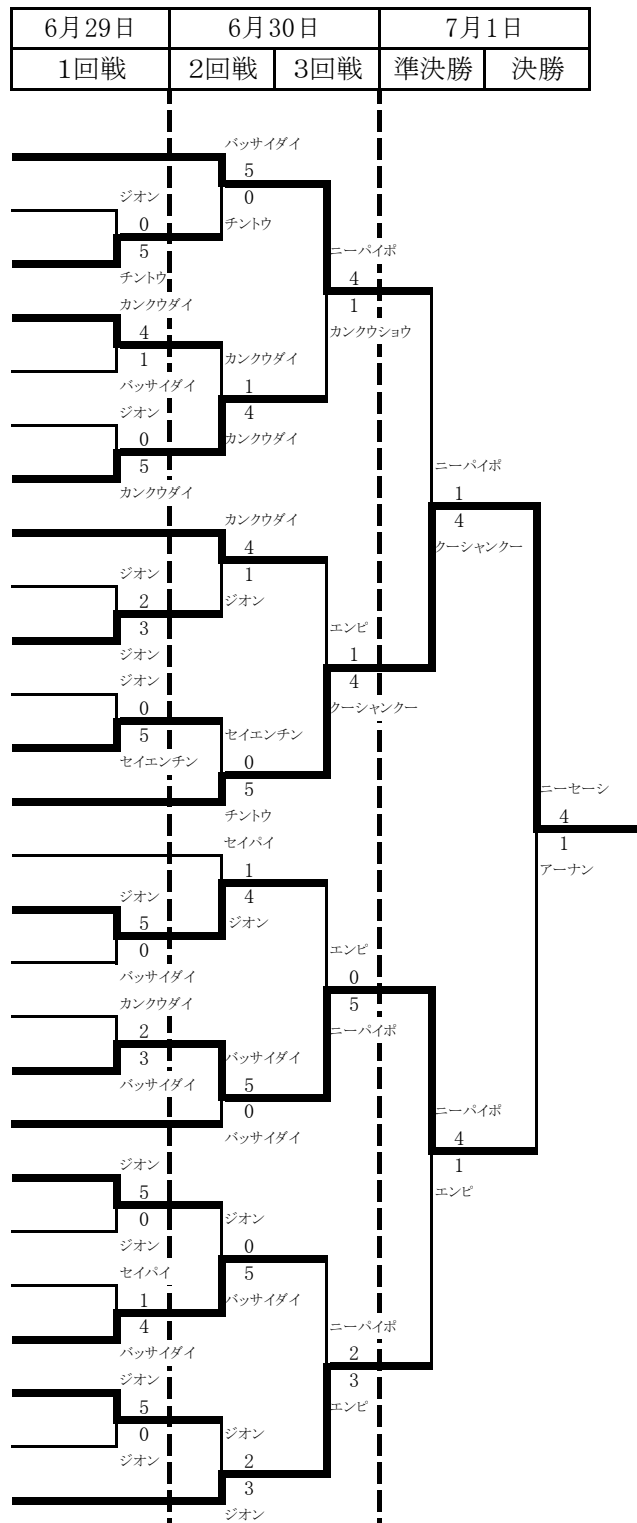 6月29日 6月30日 7月1日
1回戦 2回戦 3回戦 準決勝 決勝
バッサイダイ
5
0
チントウ
ジオン
0
5
チントウ
ニーパイポ
4
1
カンクウショウ
カンクウダイ
4
1
バッサイダイ
カンクウダイ
1
4
カンクウダイ
ジオン
0
5
カンクウダイ
ニーパイポ
1
4
クーシャンクー
カンクウダイ
4
1
ジオン
ジオン
2
3
ジオン
エンピ
1
4
クーシャンクー
ジオン
0
5
セイエンチン
セイエンチン
0
5
チントウ
ニーセーシ
4
1
アーナン
セイパイ
1
4
ジオン
ジオン
5
0
バッサイダイ
エンピ
0
5
ニーパイポ
カンクウダイ
2
3
バッサイダイ
バッサイダイ
5
0
バッサイダイ
ニーパイポ
4
1
エンピ
ジオン
5
0
ジオン
ジオン
0
5
バッサイダイ
セイパイ
1
4
バッサイダイ
ニーパイポ
2
3
エンピ
ジオン
5
0
ジオン
ジオン
2
3
ジオン